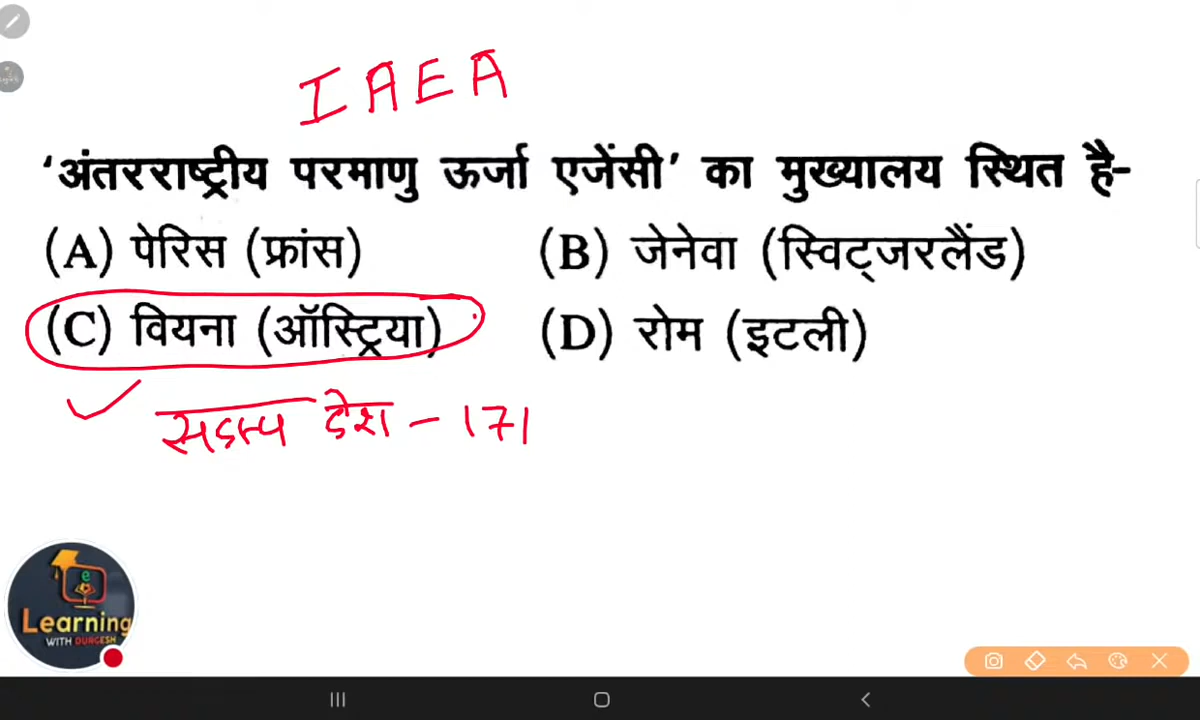 IAEA
'अंतरराष्ट्रीय परमाणु ऊर्जा एजेंसी' का मुख्यालय स्थित है-
(A) पेरिस (फ्रांस) (B) जेनेवा (स्विट्जरलैंड)
(C) वियना (ऑस्ट्रिया) (D) रोम (इटली)
सदस्य देश - 171
e
Learning
WITH DURGESH